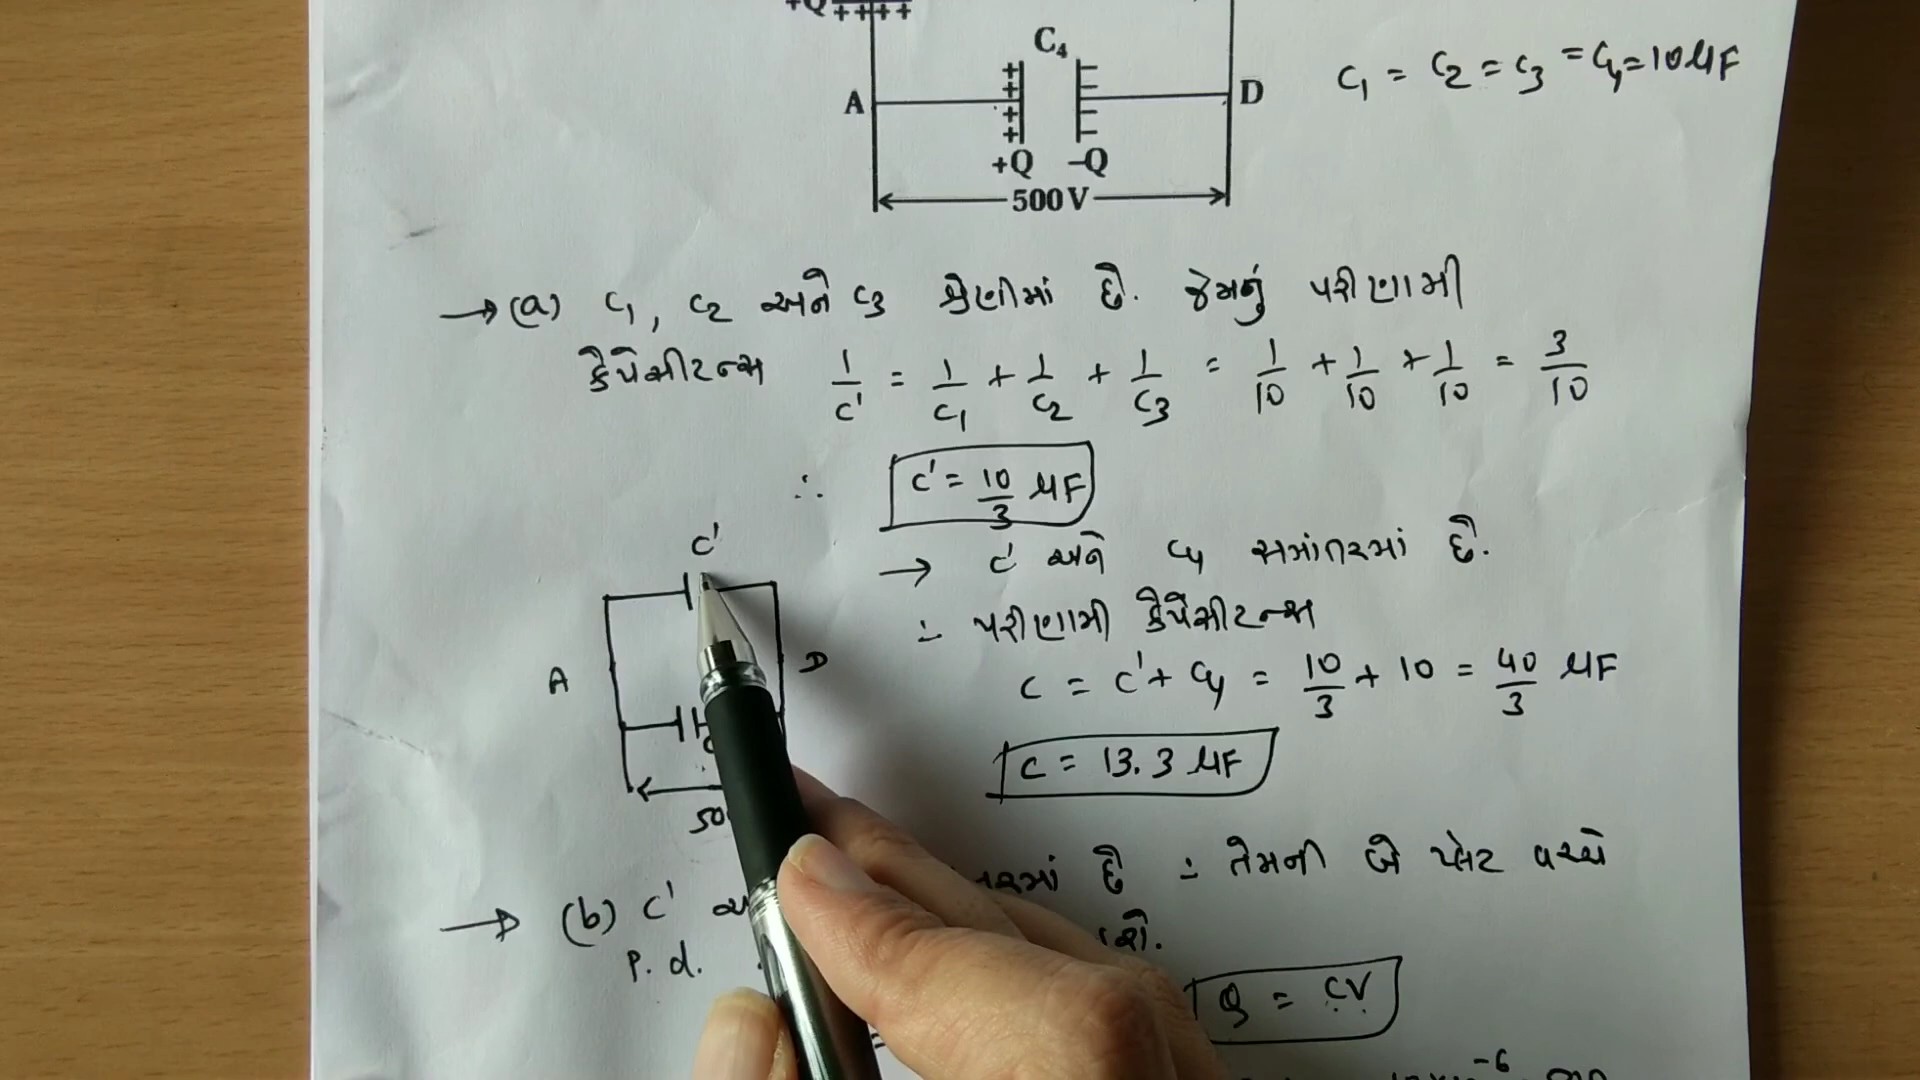 +Q ++++
C₄
C₁ = C₂ = C₃ = C₄ = 10 μF
A
D
+Q -Q
500 V
→ (a) C₁, C₂ અને C₃ શ્રેણીમાં છે. જેમનું પરીણામી
કેપેસીટન્સ 1/C' = 1/C₁ + 1/C₂ + 1/C₃ = 1/10 + 1/10 + 1/10 = 3/10
∴ C' = 10/3 μF
C'
→ C' અને C₄ સમાંતરમાં છે.
∴ પરીણામી કેપેસીટન્સ
A
D
C = C' + C₄ = 10/3 + 10 = 40/3 μF
C = 13.3 μF
→ (b) C' છે ∴ તેમની બે પ્લેટ વચ્ચે
P.d.
Q = CV